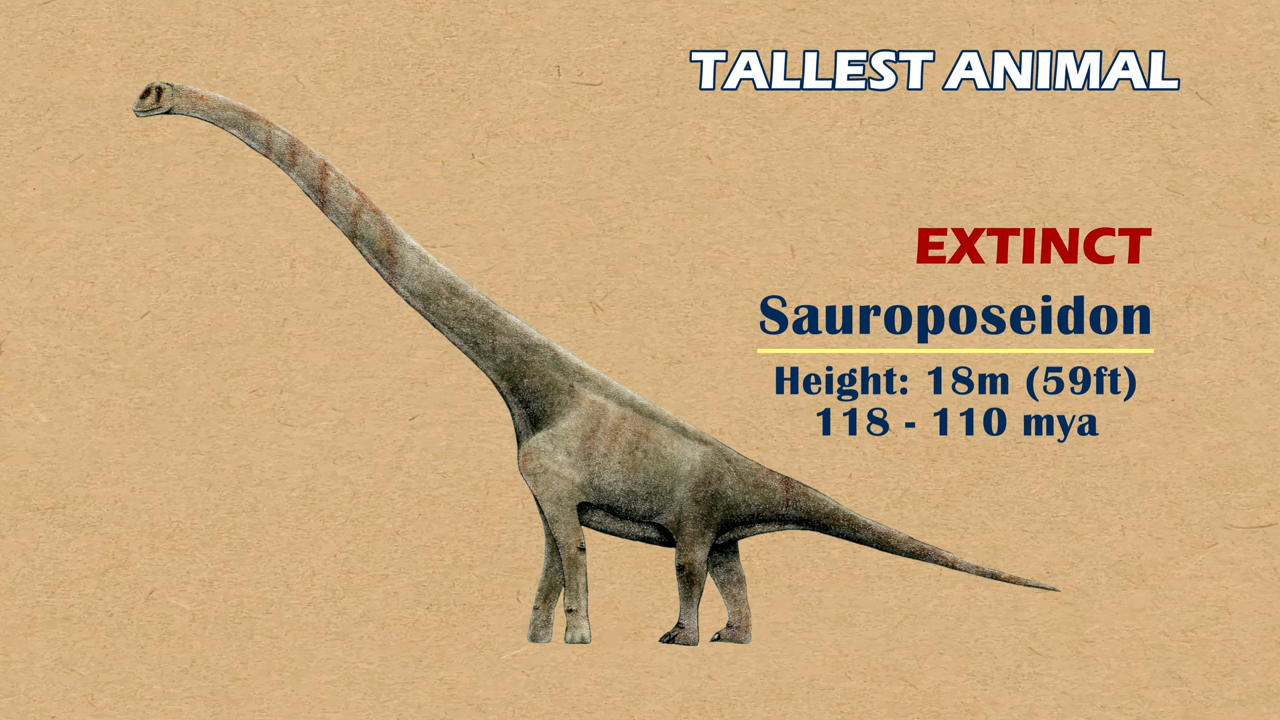 TALLEST ANIMAL
EXTINCT
Sauroposeidon
Height: 18m (59ft)
118 - 110 mya